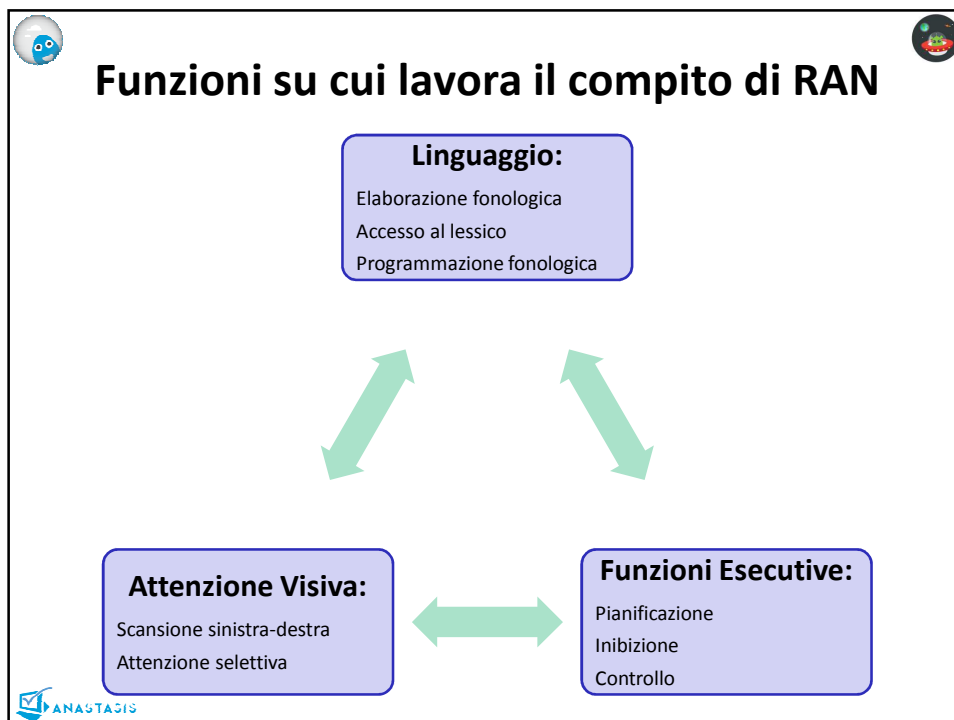 Funzioni su cui lavora il compito di RAN
Linguaggio:
Elaborazione fonologica
Accesso al lessico
Programmazione fonologica
Attenzione Visiva:
Scansione sinistra-destra
Attenzione selettiva
Funzioni Esecutive:
Pianificazione
Inibizione
Controllo
ANASTASIS